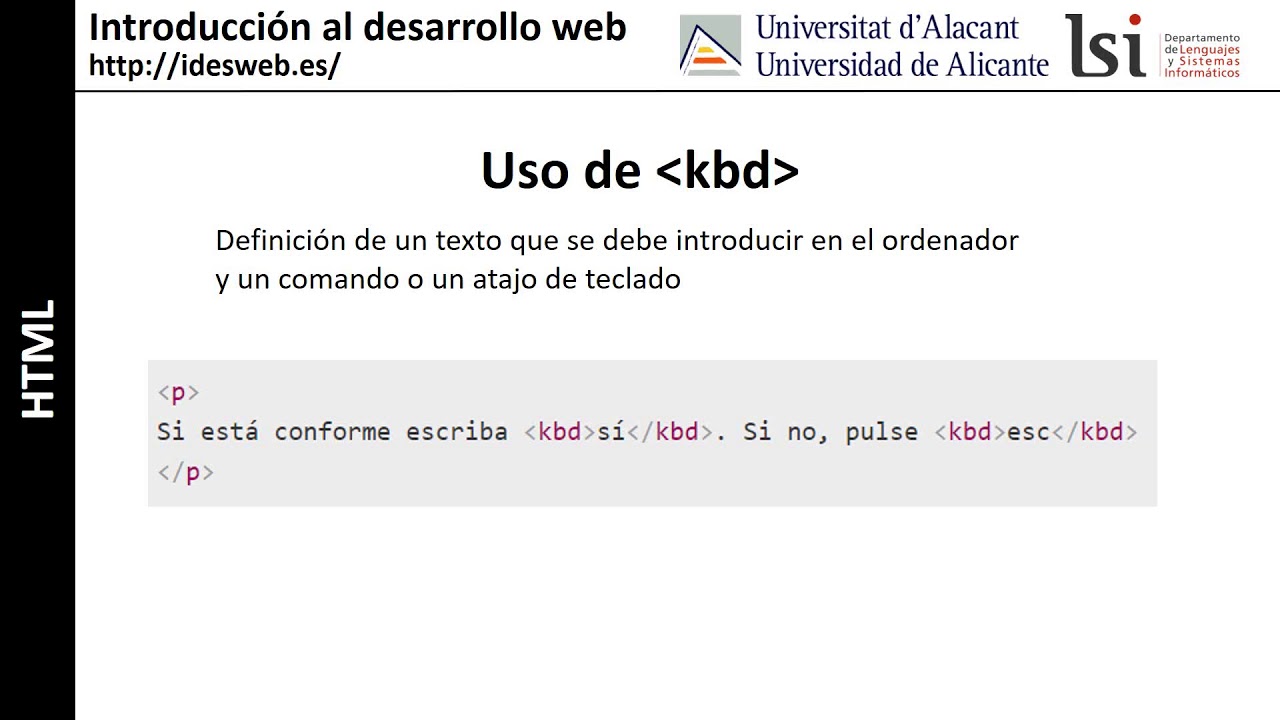 Introducción al desarrollo web
http://idesweb.es/
Universitat d'Alacant
Universidad de Alicante
lsi
Departamento
de Lenguajes
y Sistemas
Informáticos
HTML
Uso de <kbd>
Definición de un texto que se debe introducir en el ordenador
y un comando o un atajo de teclado
<p>
Si está conforme escriba <kbd>sí</kbd>. Si no, pulse <kbd>esc</kbd>
</p>